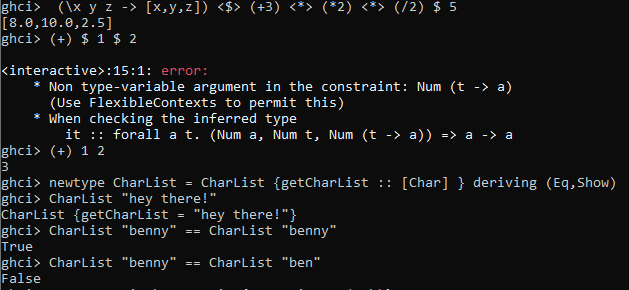 ghci>  (\x y z -> [x,y,z]) <$> (+3) <*> (*2) <*> (/2) $ 5
[8.0,10.0,2.5]
ghci> (+) $ 1 $ 2

<interactive>:15:1: error:
    * Non type-variable argument in the constraint: Num (t -> a)
      (Use FlexibleContexts to permit this)
    * When checking the inferred type
        it :: forall a t. (Num a, Num t, Num (t -> a)) => a -> a
ghci> (+) 1 2
3
ghci> newtype CharList = CharList {getCharList :: [Char] } deriving (Eq,Show)
ghci> CharList "hey there!"
CharList {getCharList = "hey there!"}
ghci> CharList "benny" == CharList "benny"
True
ghci> CharList "benny" == CharList "ben"
False